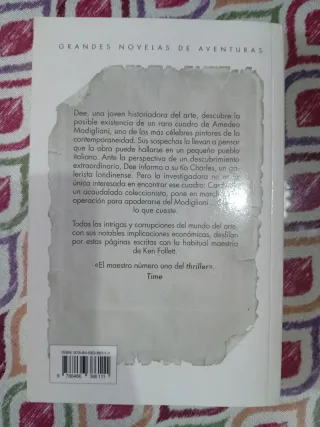 GRANDES NOVELAS DE AVENTURAS
Dee, una joven historiadora del arte, descubre la
posible existencia de un raro cuadro de Amedeo
Modigliani, uno de los más célebres pintores de la
contemporaneidad. Sus sospechas la llevan a pensar
que la obra puede hallarse en un pequeño pueblo
italiano. Ante la perspectiva de un descubrimiento
extraordinario, Dee informa a su tío Charles, un ga-
lerista londinense. Pero la investigadora no es la
única interesada en encontrar ese cuadro:
un acaudalado coleccionista, pone en
operación para apoderarse del Modigliani
lo que cueste.
Todas las intrigas y corrupciones del mundo del arte,
con sus notables implicaciones económicas, desfilan
por estas páginas escritas con la habitual maestría
de Ken Follett.
«El maestro número uno del thriller».
Time